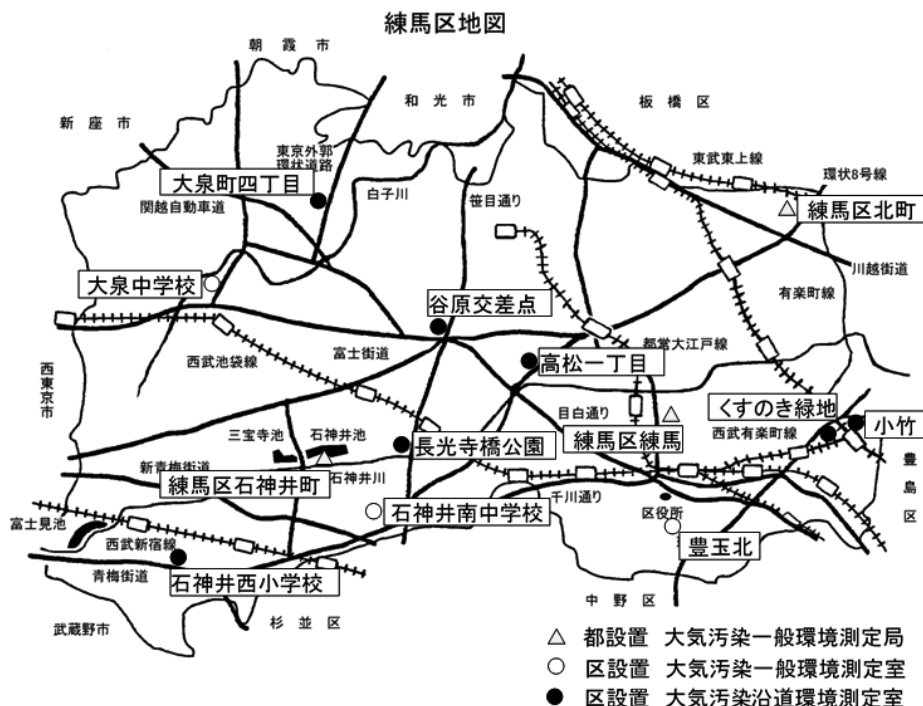 練馬区地図
朝霞市
和光市
板橋区
新座市
東京外郭
環状道路
東武東上線
環状8号線
大泉町四丁目
白子川
笹目通り
関越自動車道
練馬区北町
川越街道
大泉中学校
有楽町線
谷原交差点
都営大江戸線
富士街道
西武池袋線
高松一丁目
西東京市
くすのき緑地
小竹
目白通り
三宝寺池
石神井池
長光寺橋公園
練馬区練馬
西武有楽町線
新青梅街道
石神井川
練馬区石神井町
千川通り
豊島区
区役所
石神井南中学校
富士見池
西武新宿線
豊玉北
青梅街道
石神井西小学校
中野区
武蔵野市
杉並区
△ 都設置 大気汚染一般環境測定局
○ 区設置 大気汚染一般環境測定室
● 区設置 大気汚染沿道環境測定室